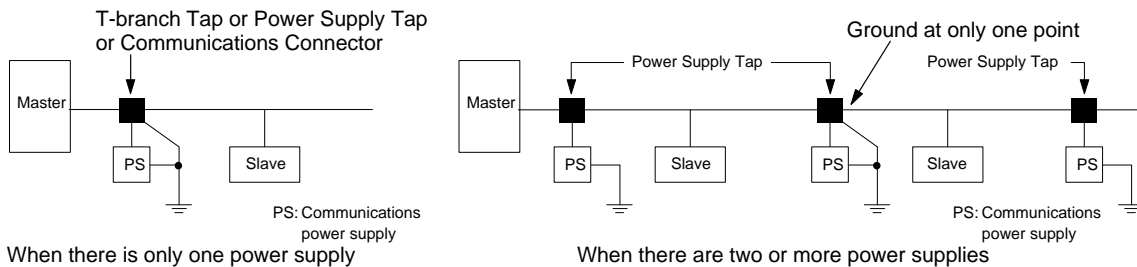 T-branch Tap or Power Supply Tap
or Communications Connector
Master
PS
Slave
PS: Communications
power supply
When there is only one power supply
Ground at only one point
Power Supply Tap
Power Supply Tap
Master
PS
Slave
PS
Slave
PS
PS: Communications
power supply
When there are two or more power supplies